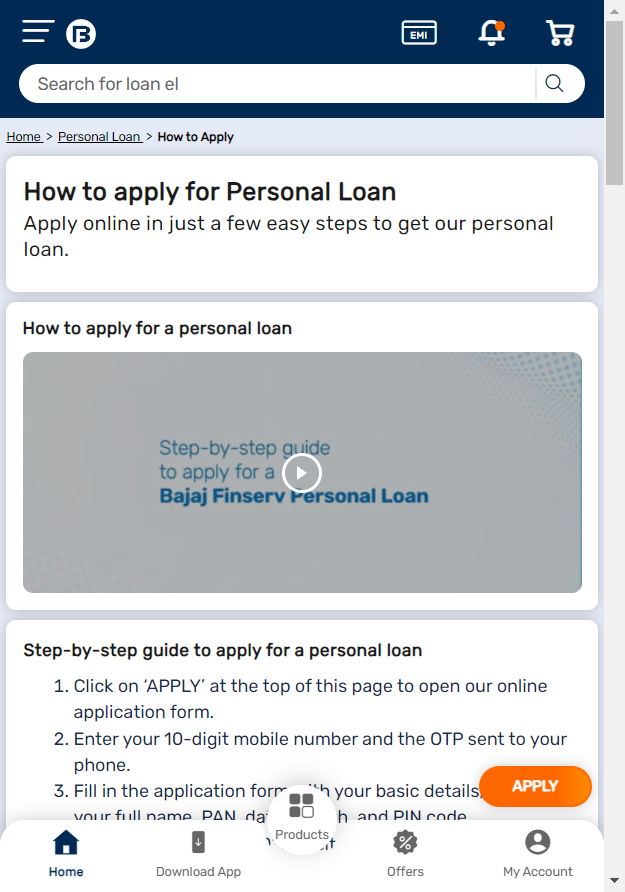 EMI
Search for loan el
Home > Personal Loan > How to Apply
How to apply for Personal Loan
Apply online in just a few easy steps to get our personal
loan.
How to apply for a personal loan
Step-by-step guide
to apply for a
Bajaj Finserv Personal Loan
Step-by-step guide to apply for a personal loan
1. Click on ‘APPLY’ at the top of this page to open our online
application form.
2. Enter your 10-digit mobile number and the OTP sent to your
phone.
3. Fill in the application form with your basic details,
your full name, PAN, and PIN code.
APPLY
Products
Home
Download App
Offers
My Account